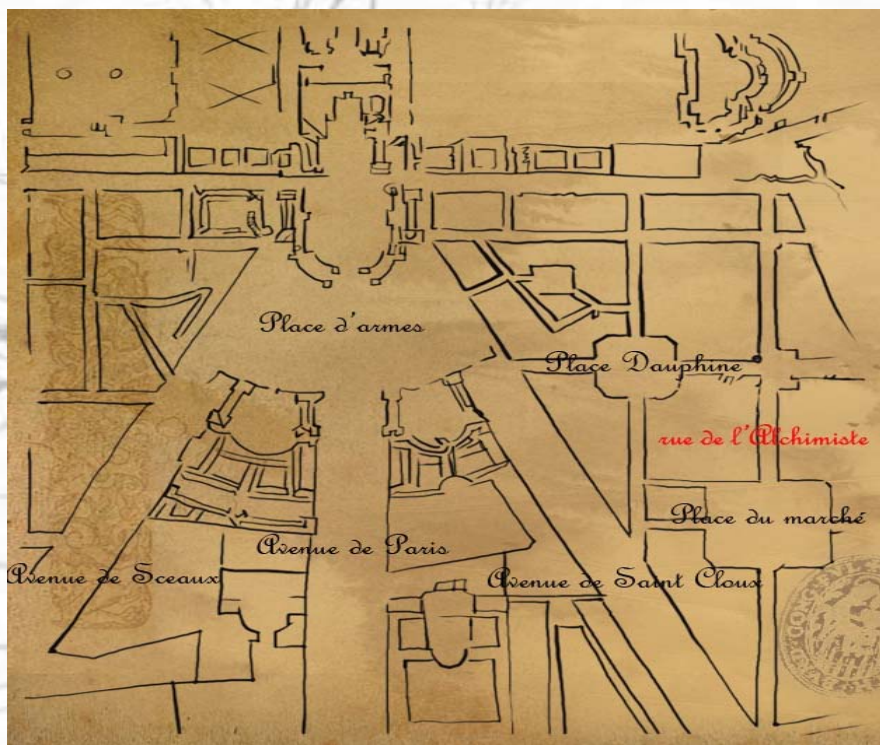 Place d'armes
Place Dauphine
rue de l'Alchimiste
Place du marché
Avenue de Paris
Avenue de Sceaux
Avenue de Saint Cloux